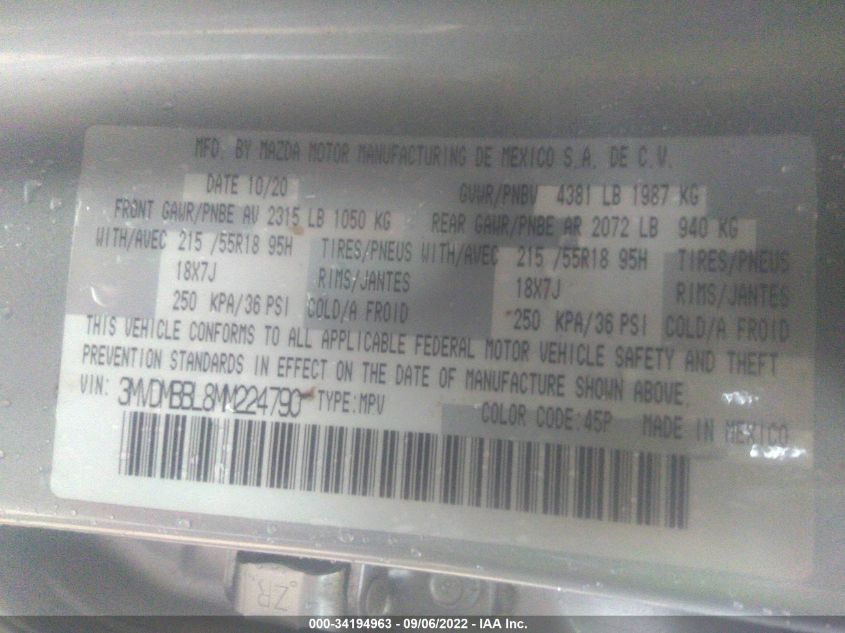 MFD. BY MAZDA MOTOR MANUFACTURING DE MEXICO S.A. DE C.V.
DATE 10/20 GVWR/PNBV 4381 LB 1987 KG
FRONT GAWR/PNBE AV 2315 LB 1050 KG REAR GAWR/PNBE AR 2072 LB 940 KG
WITH/AVEC 215 /55R18 95H TIRES/PNEUS WITH/AVEC 215 /55R18 95H TIRES/PNEUS
18X7J RIMS/JANTES 18X7J RIMS/JANTES
250 KPA/36 PSI COLD/A FROID 250 KPA/36 PSI COLD/A FROID
THIS VEHICLE CONFORMS TO ALL APPLICABLE FEDERAL MOTOR VEHICLE SAFETY AND THEFT
PREVENTION STANDARDS IN EFFECT ON THE DATE OF MANUFACTURE SHOWN ABOVE.
VIN: 3MVDMBBL8MM224790 TYPE:MPV COLOR CODE:45P MADE IN MEXICO
ZR
000-34194963 - 09/06/2022 - IAA Inc.